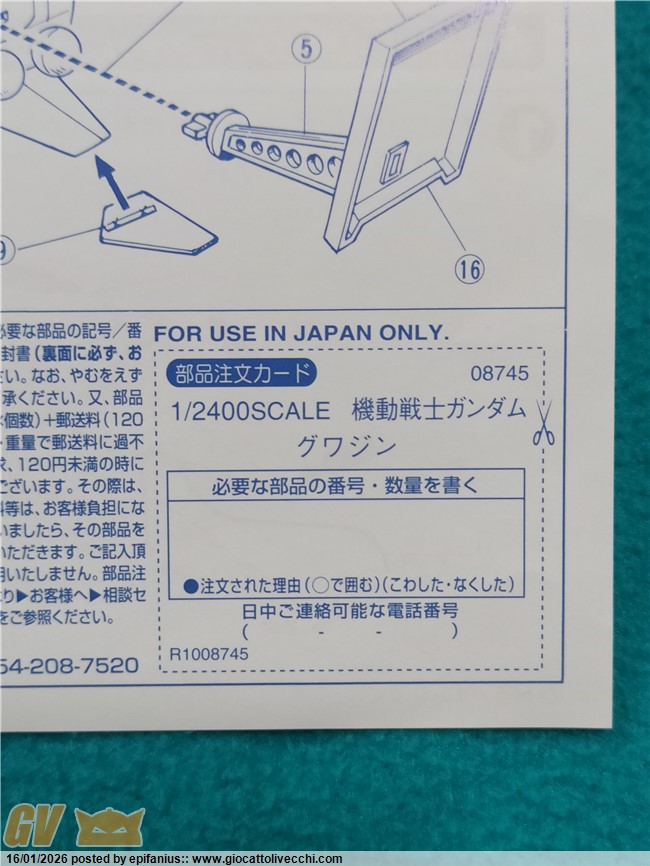 5
16
9
必要な部品の記号／番
封書（裏面に必ず、お
さい。なお、やむをえず
承ください。又、部品
×個数)＋郵送料(120
・重量で郵送料に過不
求、120円未満の時に
ございます。その際は、
料等は、お客様負担にな
いましたら、その部品を
いただきます。ご記入頂
用いたしません。部品注
より▶お客様へ▶相談セ
をご参照ください。
54-208-7520
FOR USE IN JAPAN ONLY.
部品注文カード 08745
1/2400SCALE 機動戦士ガンダム
グワジン
必要な部品の番号・数量を書く
●注文された理由(○で囲む)(こわした・なくした)
日中ご連絡可能な電話番号
( - - )
R1008745
GV
16/01/2026 posted by epifanius:: www.giocattolivecchi.com